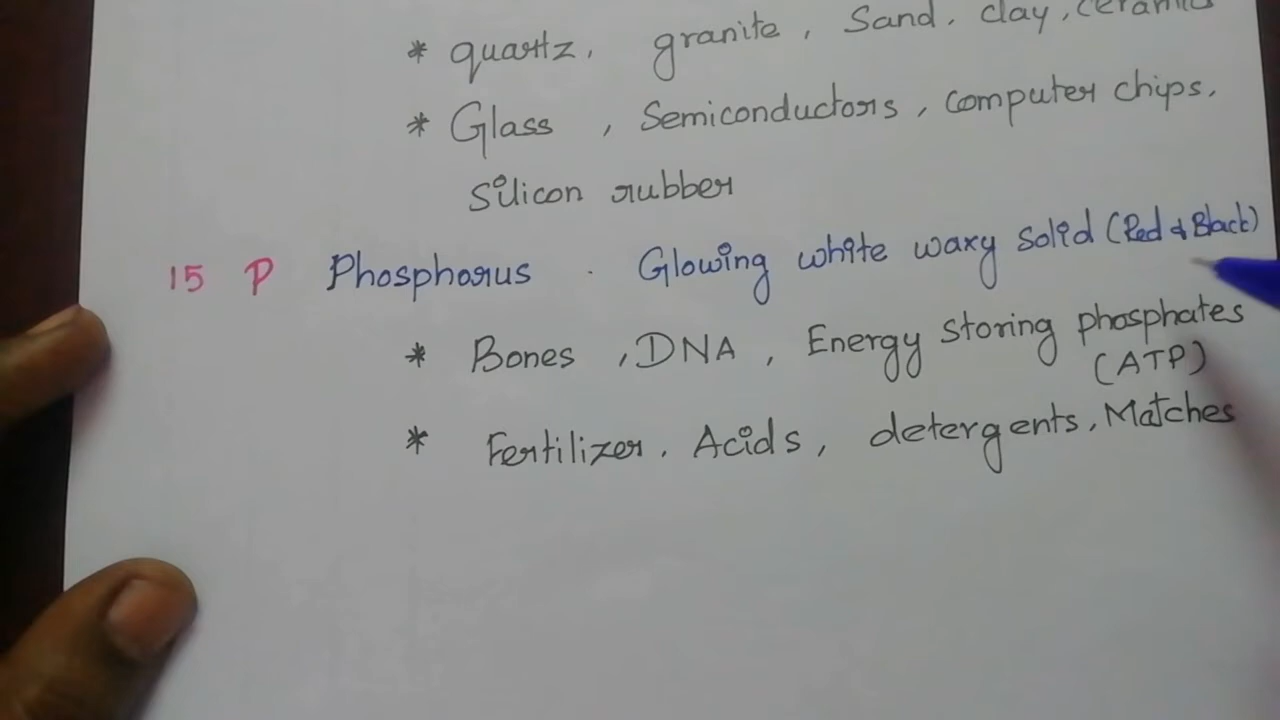 * quartz, granite, Sand, clay, ceramics
* Glass, Semiconductors, computer chips,
Silicon rubber
15 P Phosphorus . Glowing white waxy solid (Red & Black)
* Bones, DNA, Energy storing phosphates
(ATP)
* Fertilizer, Acids, detergents, Matches